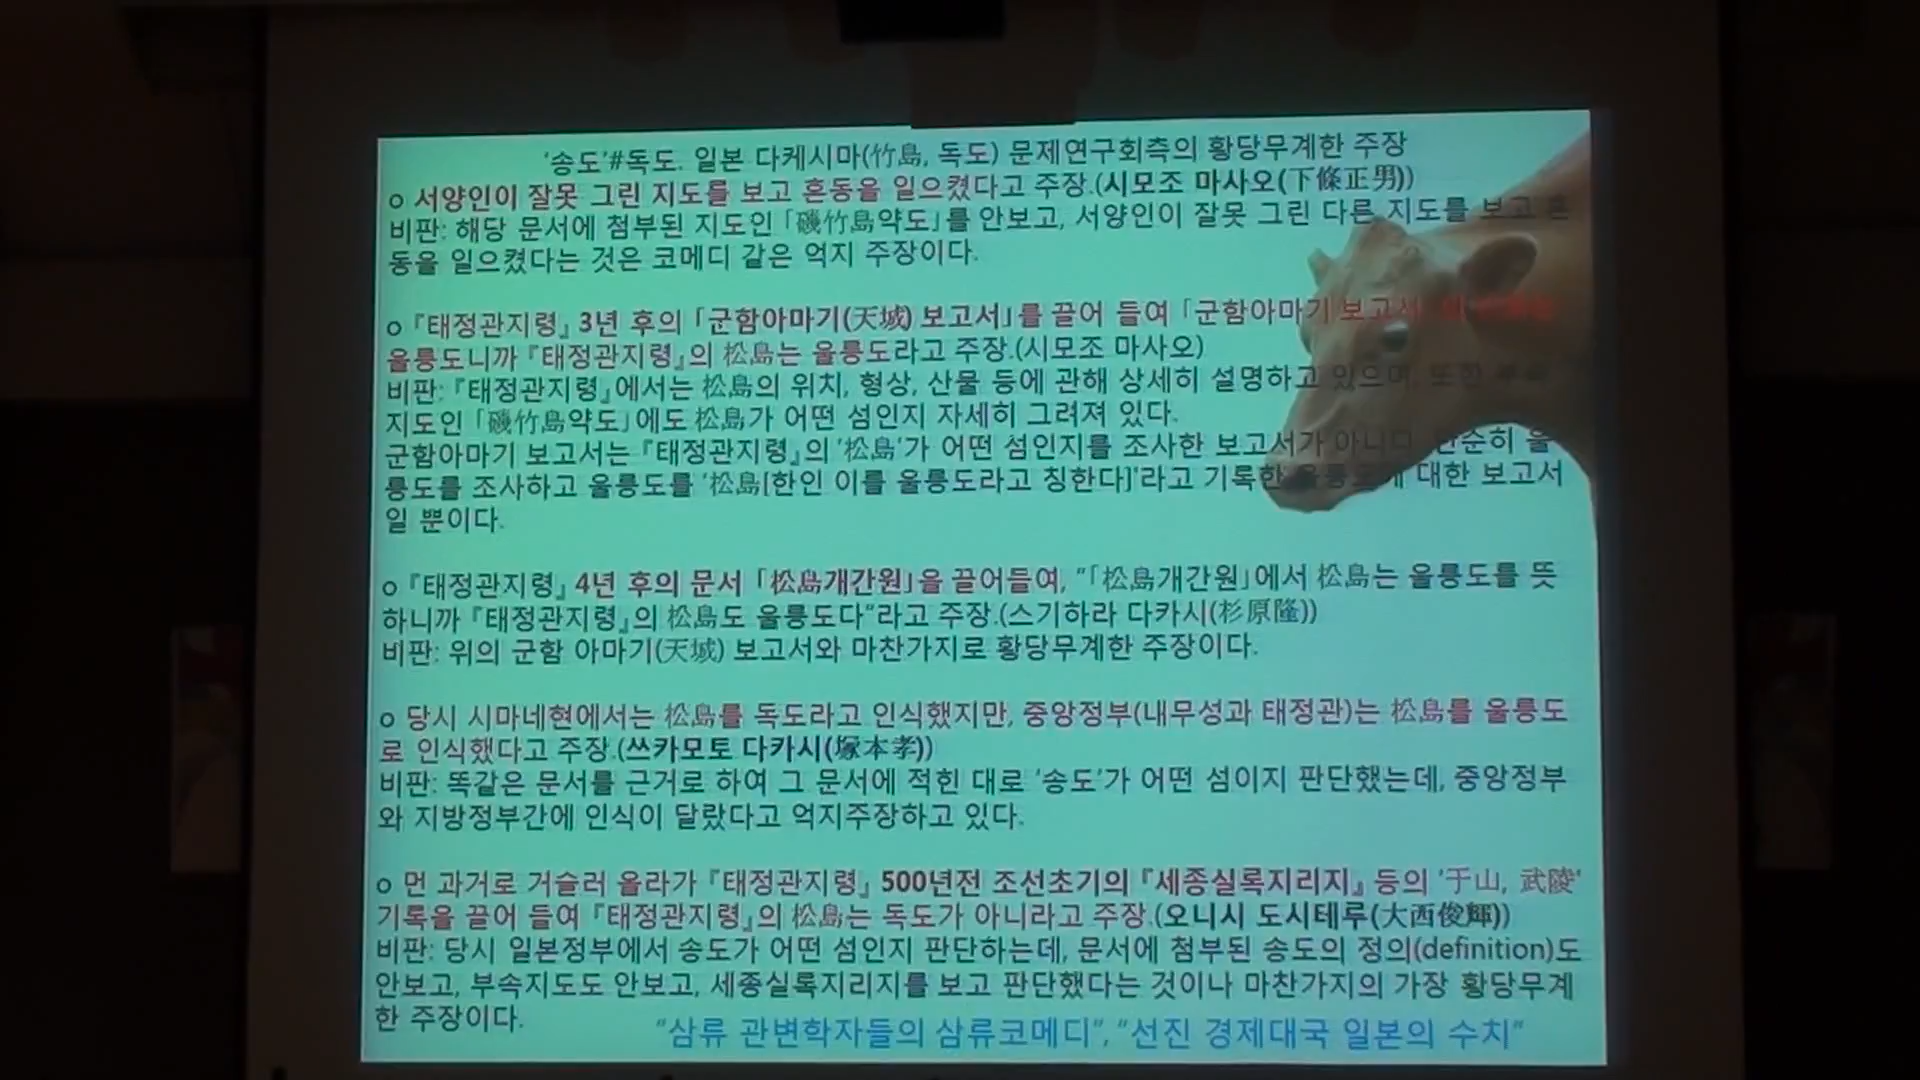 '송도'#독도. 일본 다케시마(竹島, 독도) 문제연구회측의 황당무계한 주장
o 서양인이 잘못 그린 지도를 보고 혼동을 일으켰다고 주장.(시모조 마사오(下條正男))
비판: 해당 문서에 첨부된 지도인 「磯竹島약도」를 안보고, 서양인이 잘못 그린 다른 지도를 보고 혼
동을 일으켰다는 것은 코메디 같은 억지 주장이다.
o 『태정관지령』 3년 후의 「군함아마기(天城) 보고서」를 끌어 들여 「군함아마기 보고서
울릉도니까 『태정관지령』의 松島는 울릉도라고 주장.(시모조 마사오)
비판: 『태정관지령』에서는 松島의 위치, 형상, 산물 등에 관해 상세히 설명하고 있으며, 또한 부속
지도인 「磯竹島약도」에도 松島가 어떤 섬인지 자세히 그려져 있다.
군함아마기 보고서는 『태정관지령』의 '松島'가 어떤 섬인지를 조사한 보고서가 아니다. 단순히 울
릉도를 조사하고 울릉도를 '松島[한인 이를 울릉도라고 칭한다]'라고 기록한 울릉도에 대한 보고서
일 뿐이다.
o 『태정관지령』 4년 후의 문서 「松島개간원」을 끌어들여, "「松島개간원」에서 松島는 울릉도를 뜻
하니까 『태정관지령』의 松島도 울릉도다"라고 주장.(스기하라 다카시(杉原隆))
비판: 위의 군함 아마기(天城) 보고서와 마찬가지로 황당무계한 주장이다.
o 당시 시마네현에서는 松島를 독도라고 인식했지만, 중앙정부(내무성과 태정관)는 松島를 울릉도
로 인식했다고 주장.(쓰카모토 다카시(塚本孝))
비판: 똑같은 문서를 근거로 하여 그 문서에 적힌 대로 '송도'가 어떤 섬이지 판단했는데, 중앙정부
와 지방정부간에 인식이 달랐다고 억지주장하고 있다.
o 먼 과거로 거슬러 올라가 『태정관지령』 500년전 조선초기의 『세종실록지리지』 등의 '于山, 武陵'
기록을 끌어 들여 『태정관지령』의 松島는 독도가 아니라고 주장.(오니시 도시테루(大西俊輝))
비판: 당시 일본정부에서 송도가 어떤 섬인지 판단하는데, 문서에 첨부된 송도의 정의(definition)도
안보고, 부속지도도 안보고, 세종실록지리지를 보고 판단했다는 것이나 마찬가지의 가장 황당무계
한 주장이다.
"삼류 관변학자들의 삼류코메디", "선진 경제대국 일본의 수치"